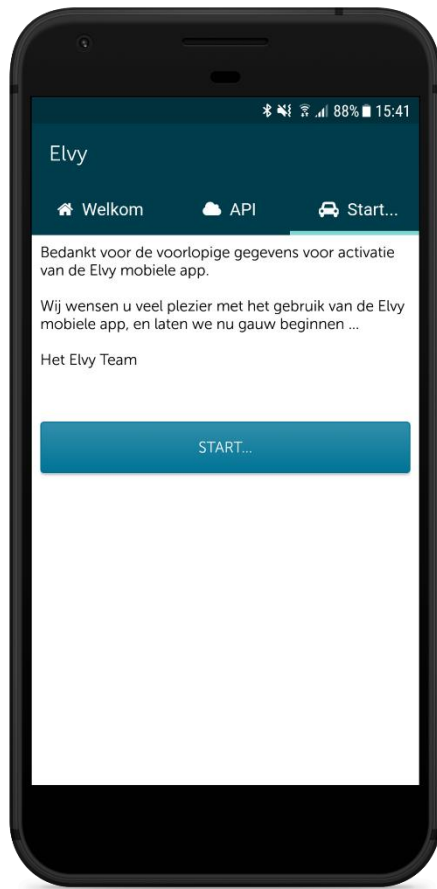 88% 15:41
Elvy
Welkom API Start...
Bedankt voor de voorlopige gegevens voor activatie
van de Elvy mobiele app.
Wij wensen u veel plezier met het gebruik van de Elvy
mobiele app, en laten we nu gauw beginnen ...
Het Elvy Team
START...